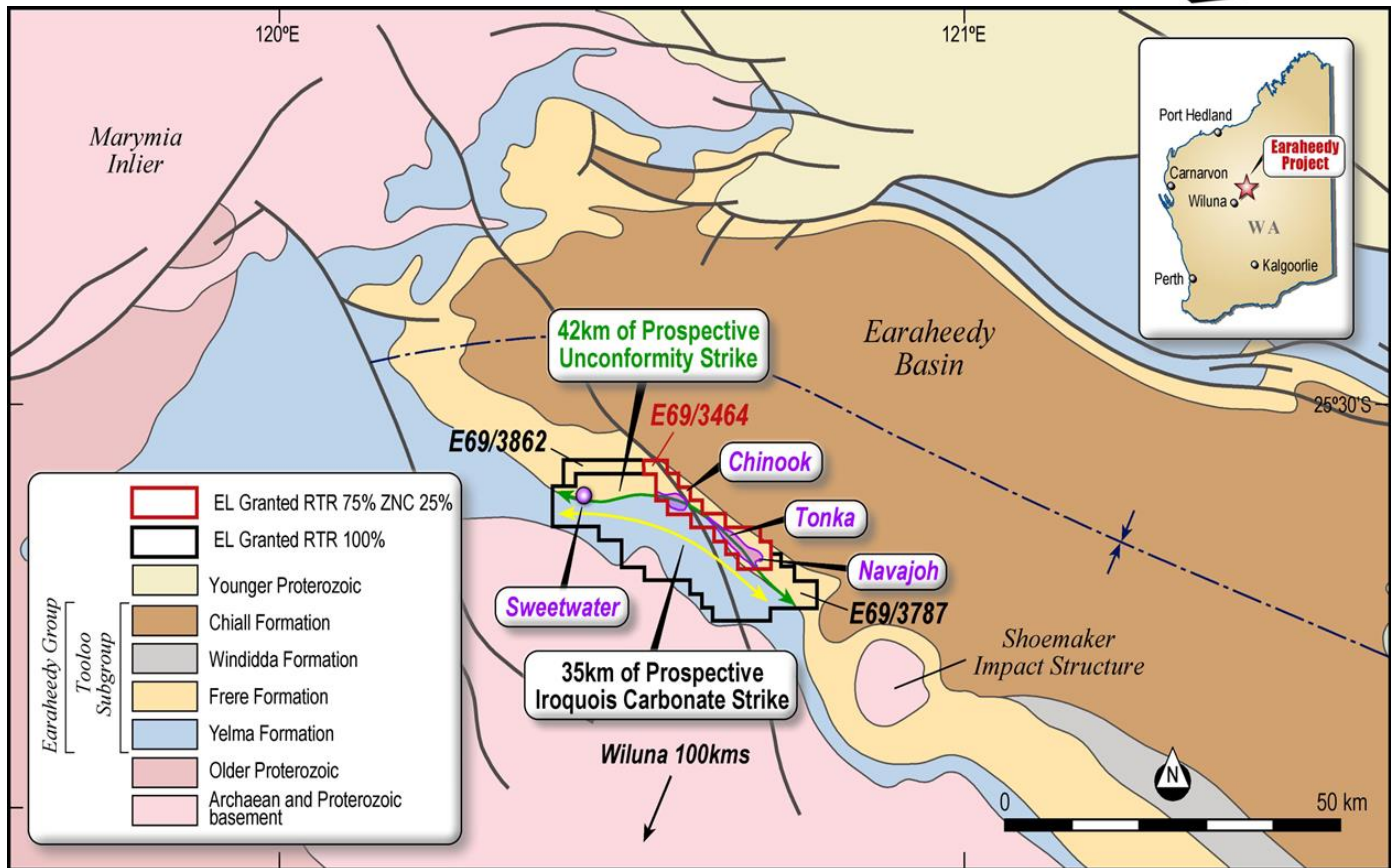 120ºE
121ºE
Marymia
Inlier
Port Hedland
Earaheedy
Project
Carnarvon
Wiluna
WA
Kalgoorlie
Perth
42km of Prospective
Unconformity Strike
Earaheedy
Basin
25º30'S
E69/3464
E69/3862
Chinook
Tonka
Navajoh
Sweetwater
E69/3787
Shoemaker
Impact Structure
35km of Prospective
Iroquois Carbonate Strike
Wiluna 100kms
EL Granted RTR 75% ZNC 25%
EL Granted RTR 100%
Younger Proterozoic
Earaheedy Group
Tooloo
Subgroup
Chiall Formation
Windidda Formation
Frere Formation
Yelma Formation
Older Proterozoic
Archaean and Proterozoic
basement
N
0
50 km